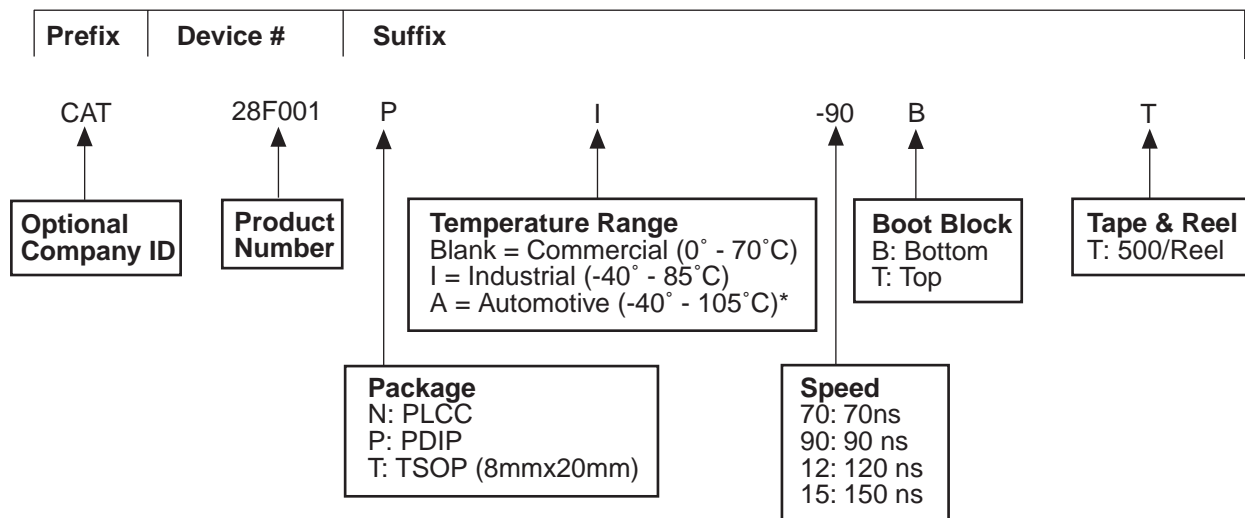 Prefix Device # Suffix
CAT 28F001 P I -90 B T
Optional
Company ID
Product
Number
Temperature Range
Blank = Commercial (0˚ - 70˚C)
I = Industrial (-40˚ - 85˚C)
A = Automotive (-40˚ - 105˚C)*
Boot Block
B: Bottom
T: Top
Tape & Reel
T: 500/Reel
Package
N: PLCC
P: PDIP
T: TSOP (8mmx20mm)
Speed
70: 70ns
90: 90 ns
12: 120 ns
15: 150 ns